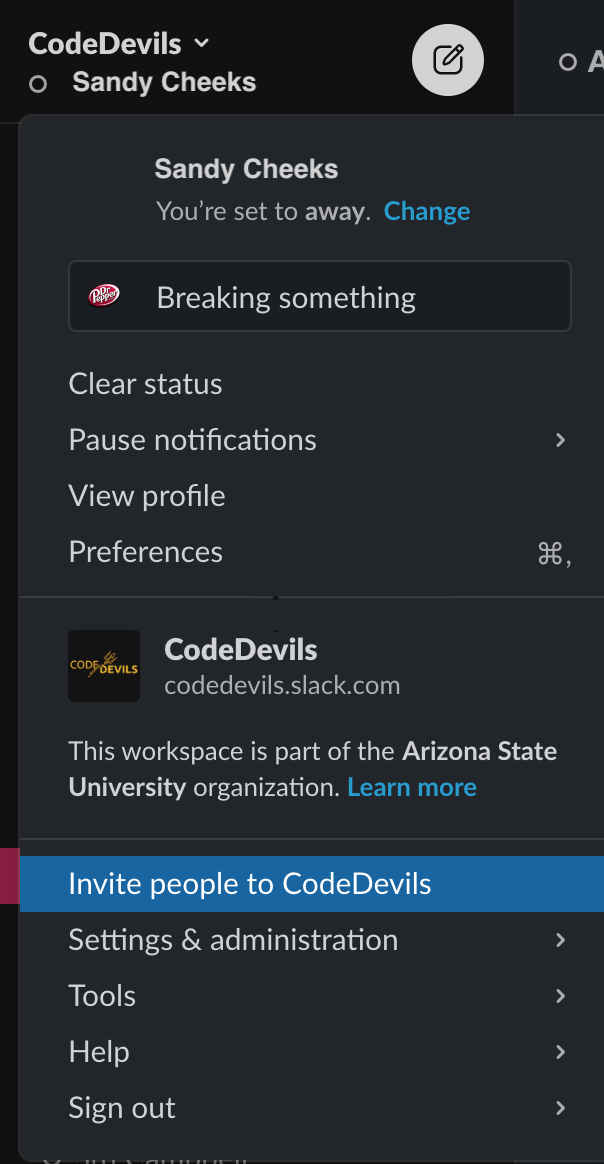 CodeDevils
Sandy Cheeks
A
Sandy Cheeks
You’re set to away. Change
Dr Pepper
Breaking something
Clear status
Pause notifications
View profile
Preferences ⌘,
CODE DEVILS
CodeDevils
codedevils.slack.com
This workspace is part of the Arizona State
University organization. Learn more
Invite people to CodeDevils
Settings & administration
Tools
Help
Sign out